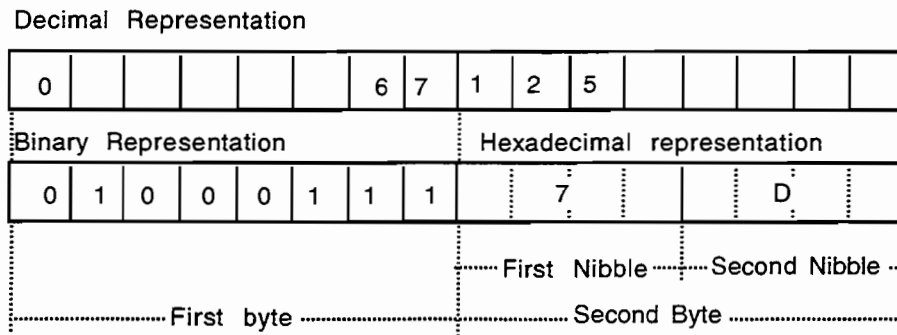 Decimal Representation
0 6 7 1 2 5
Binary Representation Hexadecimal representation
0 1 0 0 0 1 1 1 7 D
First Nibble Second Nibble
First byte Second Byte